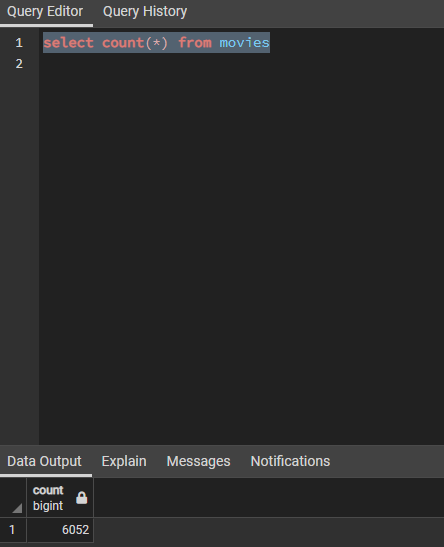 Query Editor Query History
1 select count(*) from movies
2
Data Output Explain Messages Notifications
count
bigint
1 6052